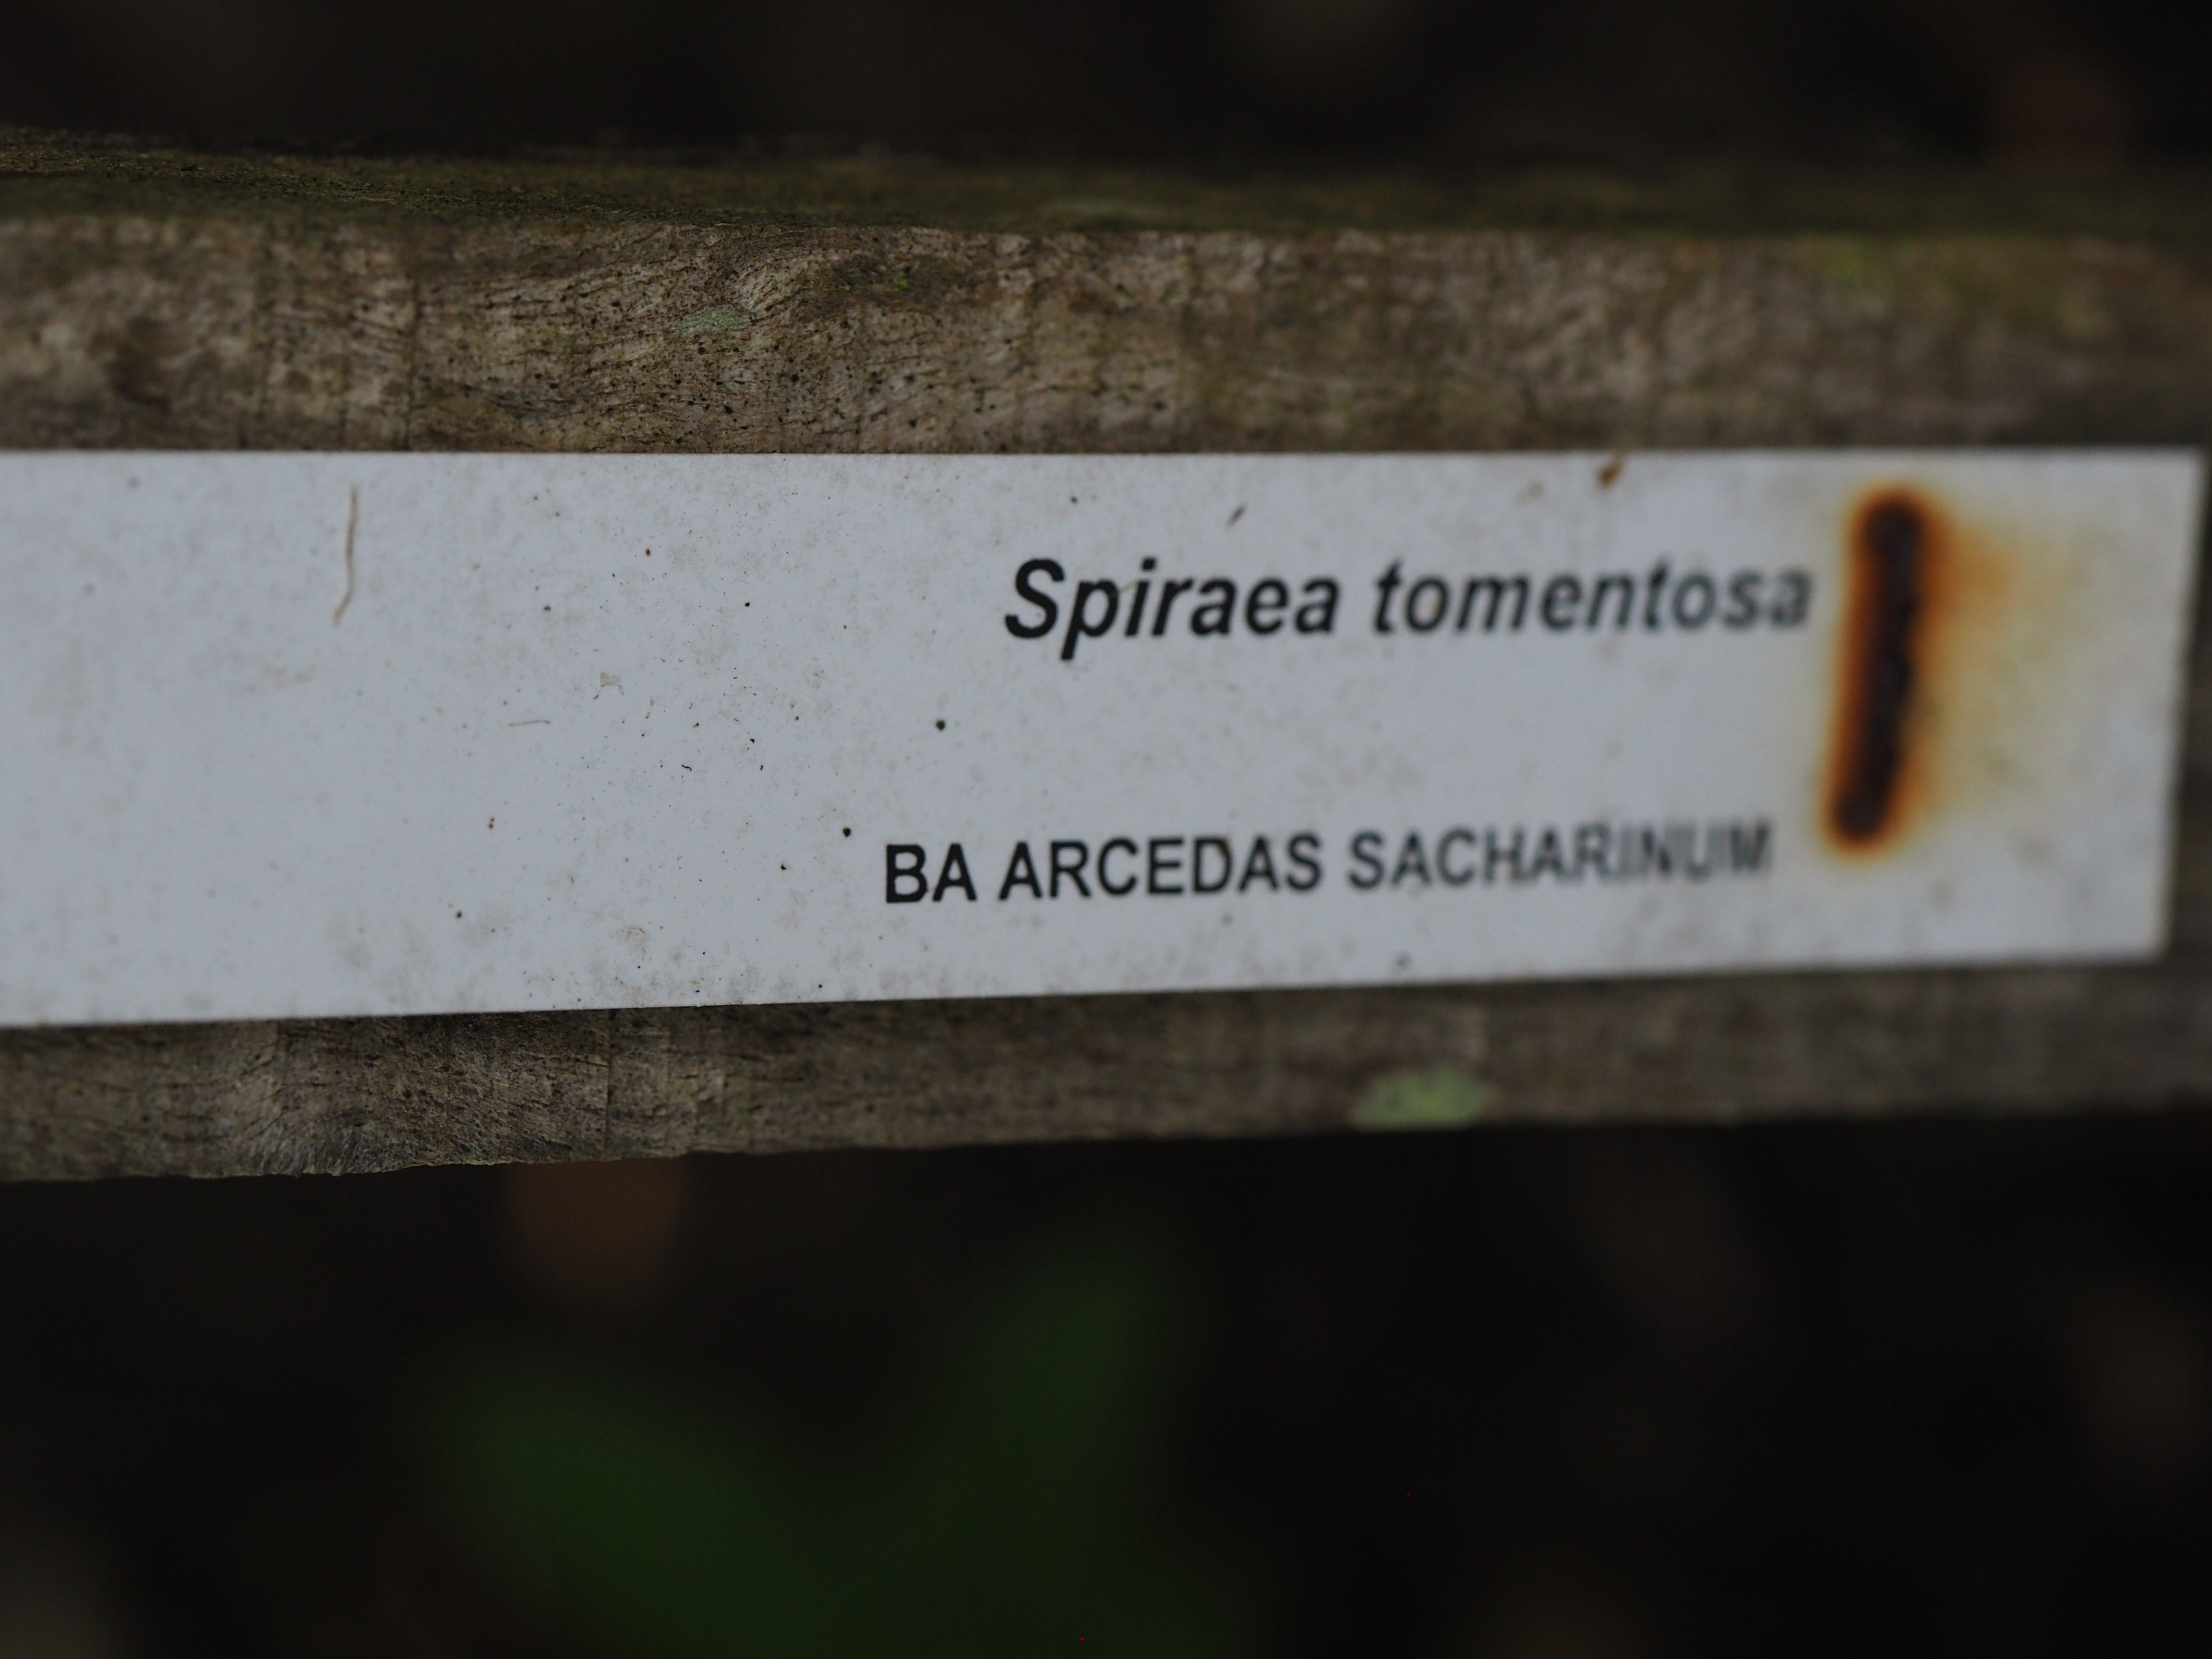 Spiraea tomentosa
BA ARCEDAS SACHARINUM